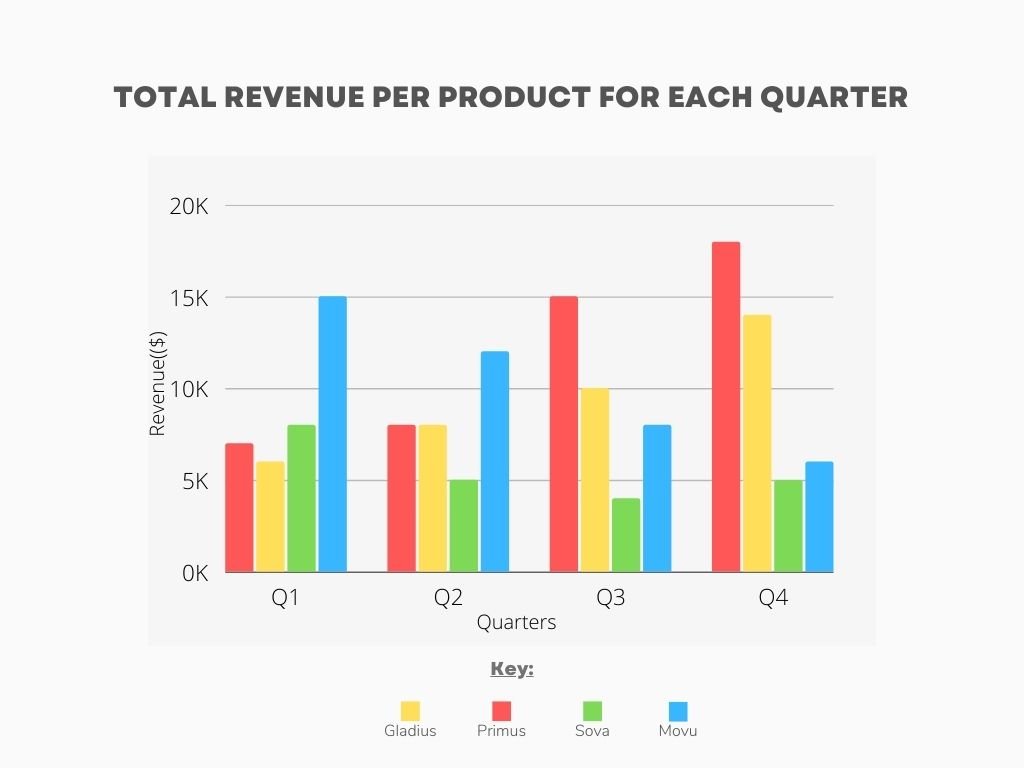 TOTAL REVENUE PER PRODUCT FOR EACH QUARTER
20K
15K
10K
5K
0K
Revenue(($)
Q1 Q2 Q3 Q4
Quarters
Key:
Gladius Primus Sova Movu